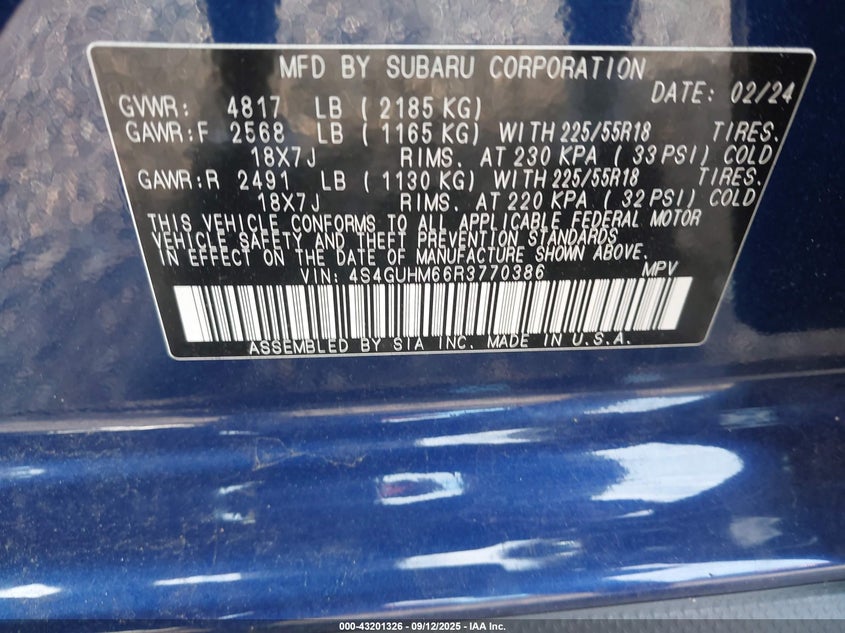 MFD BY SUBARU CORPORATION
DATE: 02/24
GVWR: 4817 LB (2185 KG)
GAWR:F 2568 LB (1165 KG) WITH 225/55R18 TIRES.
18X7J RIMS. AT 230 KPA (33 PSI) COLD
GAWR:R 2491 LB (1130 KG) WITH 225/55R18 TIRES.
18X7J RIMS. AT 220 KPA (32 PSI) COLD
THIS VEHICLE CONFORMS TO ALL APPLICABLE FEDERAL MOTOR
VEHICLE SAFETY AND THEFT PREVENTION STANDARDS
IN EFFECT ON THE DATE OF MANUFACTURE SHOWN ABOVE.
VIN: 4S4GUHM66R3770386 MPV
ASSEMBLED BY SIA INC. MADE IN U.S.A.
000-43201326 - 09/12/2025 - IAA Inc.